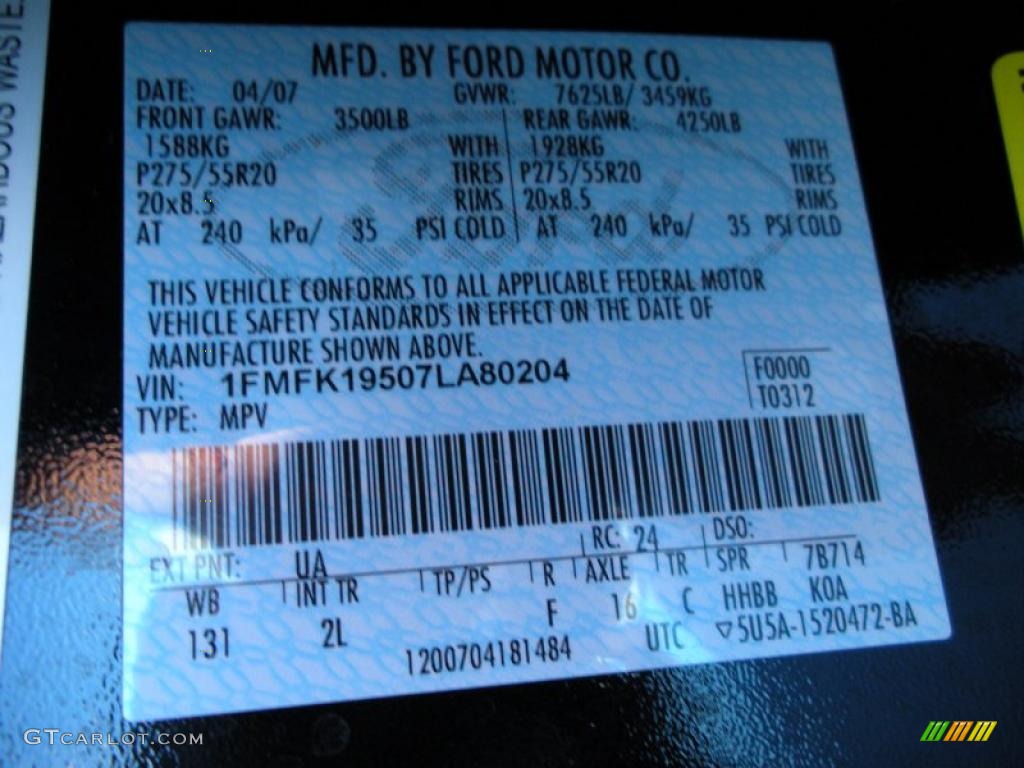 MFD. BY FORD MOTOR CO.
DATE: 04/07 GVWR: 7625LB/ 3459KG
FRONT GAWR: 3500LB REAR GAWR: 4250LB
1588KG WITH 1928KG WITH
P275/55R20 TIRES P275/55R20 TIRES
20x8.5 RIMS 20x8.5 RIMS
AT 240 kPa/ 35 PSI COLD AT 240 kPa/ 35 PSI COLD
THIS VEHICLE CONFORMS TO ALL APPLICABLE FEDERAL MOTOR
VEHICLE SAFETY STANDARDS IN EFFECT ON THE DATE OF
MANUFACTURE SHOWN ABOVE.
VIN: 1FMFK19507LA80204 F0000
TYPE: MPV T0312
EXT PNT: UA RC: 24 DSO:
WB INT TR TP/PS R AXLE TR SPR 7B714
131 2L F 16 C HHBB KOA
1200704181484 UTC ▽5U5A-1520472-BA
WASTE
GTcarlot.com